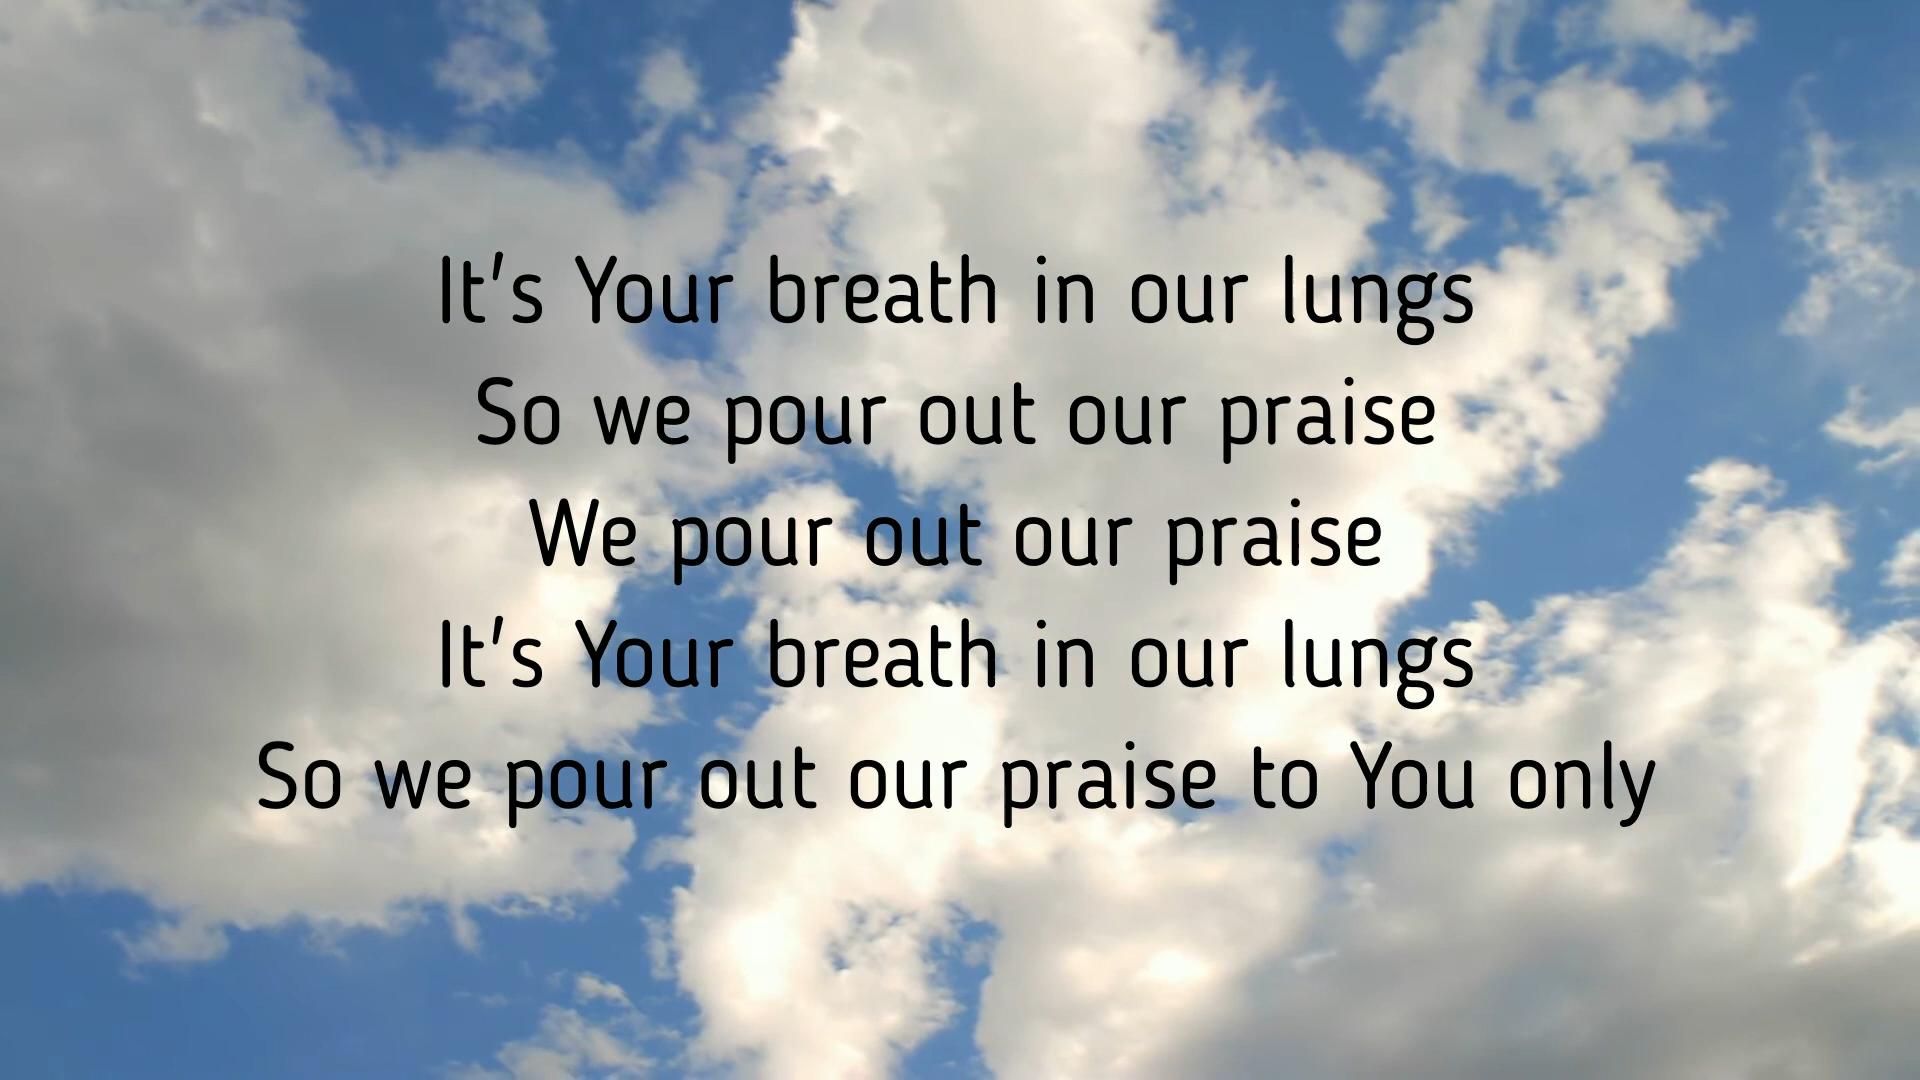 It's Your breath in our lungs
So we pour out our praise
We pour out our praise
It's Your breath in our lungs
So we pour out our praise to You only